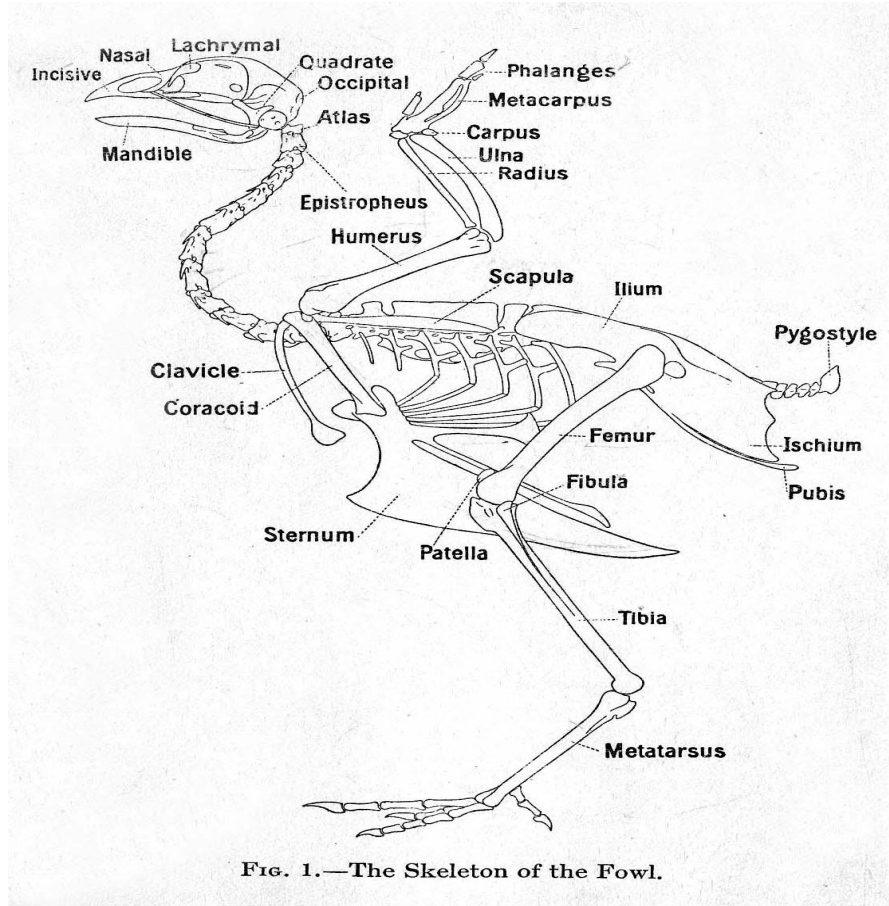 Lachrymal
Nasal
Incisive
Quadrate
Occipital
Atlas
Mandible
Epistropheus
Phalanges
Metacarpus
Carpus
Ulna
Radius
Humerus
Scapula
Ilium
Pygostyle
Clavicle
Coracoid
Femur
Ischium
Fibula
Pubis
Sternum
Patella
Tibia
Metatarsus
FIG. 1.—The Skeleton of the Fowl.